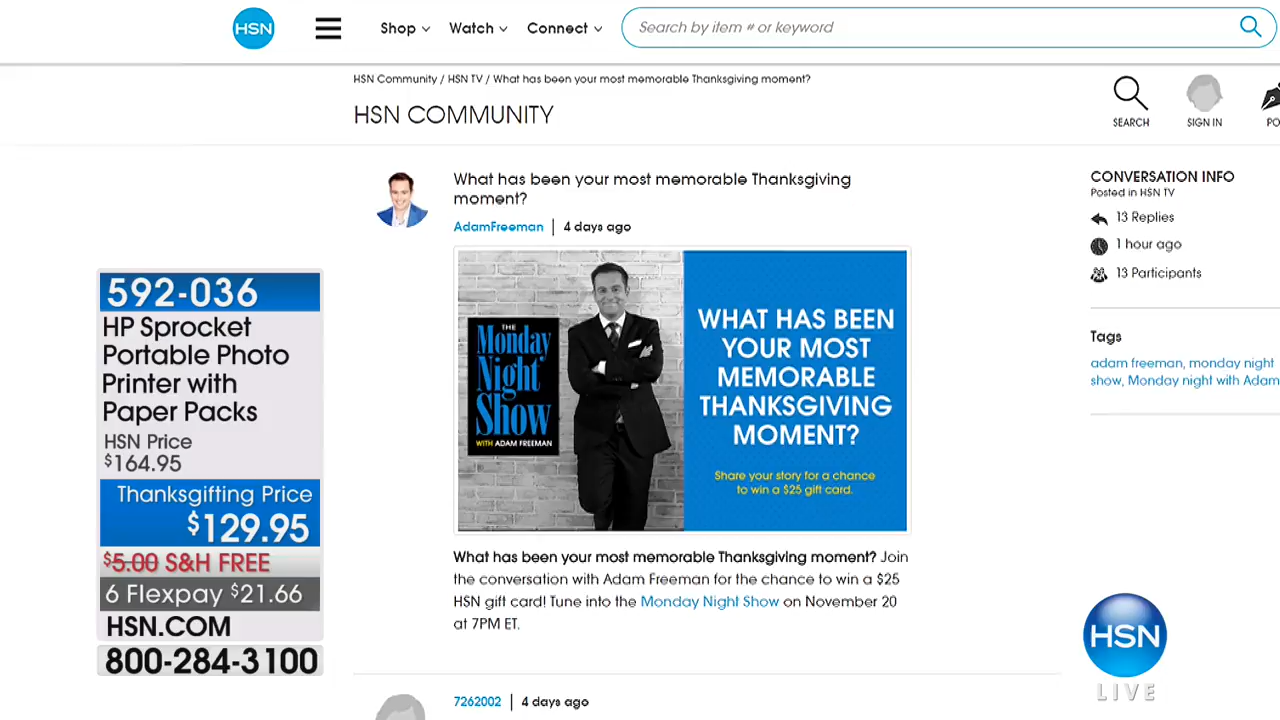 HSN
Shop
Watch
Connect
Search by item # or keyword
HSN Community / HSN TV / What has been your most memorable Thanksgiving moment?
HSN COMMUNITY
SEARCH
SIGN IN
What has been your most memorable Thanksgiving
moment?
AdamFreeman | 4 days ago
THE
Monday
Night
Show
WITH ADAM FREEMAN
WHAT HAS BEEN
YOUR MOST
MEMORABLE
THANKSGIVING
MOMENT?
Share your story for a chance
to win a $25 gift card.
What has been your most memorable Thanksgiving moment? Join
the conversation with Adam Freeman for the chance to win a $25
HSN gift card! Tune into the Monday Night Show on November 20
at 7PM ET.
7262002 | 4 days ago
CONVERSATION INFO
Posted in HSN TV
13 Replies
1 hour ago
13 Participants
Tags
adam freeman, monday night
show, Monday night with Adam
592-036
HP Sprocket
Portable Photo
Printer with
Paper Packs
HSN Price
$164.95
Thanksgifting Price
$129.95
$5.00 S&H FREE
6 Flexpay $21.66
HSN.COM
800-284-3100
HSN
LIVE